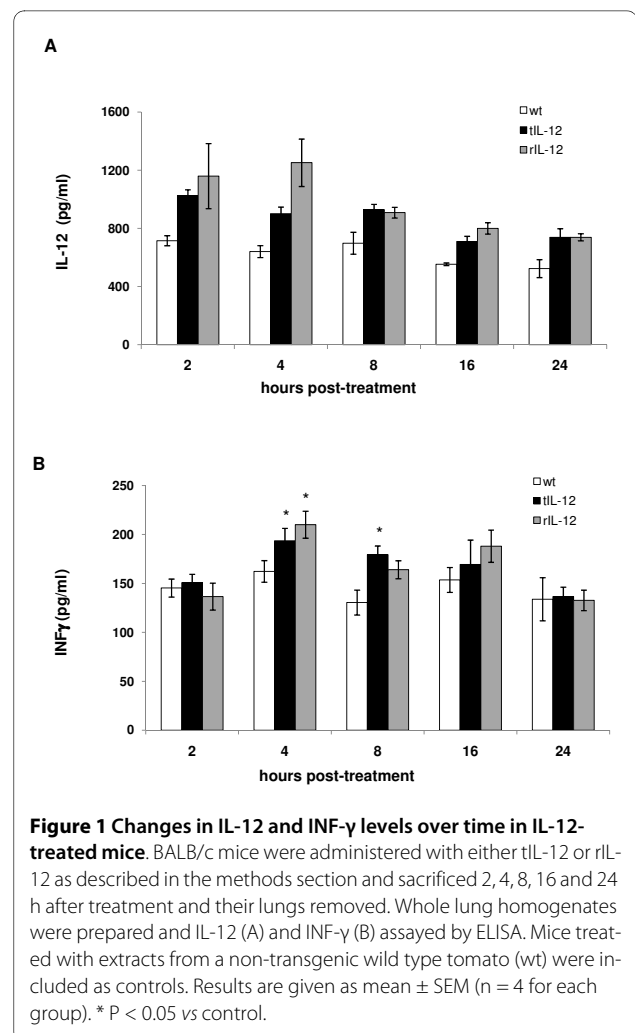 A
1600
1200
800
400
0
IL-12 (pg/ml)
wt
tIL-12
rIL-12
2 4 8 16 24
hours post-treatment
B
250
200
150
100
50
0
INFγ (pg/ml)
* * *
wt
tIL-12
rIL-12
2 4 8 16 24
hours post-treatment
Figure 1 Changes in IL-12 and INF-γ levels over time in IL-12-
treated mice. BALB/c mice were administered with either tIL-12 or rIL-
12 as described in the methods section and sacrificed 2, 4, 8, 16 and 24
h after treatment and their lungs removed. Whole lung homogenates
were prepared and IL-12 (A) and INF-γ (B) assayed by ELISA. Mice treat-
ed with extracts from a non-transgenic wild type tomato (wt) were in-
cluded as controls. Results are given as mean ± SEM (n = 4 for each
group). * P < 0.05 vs control.